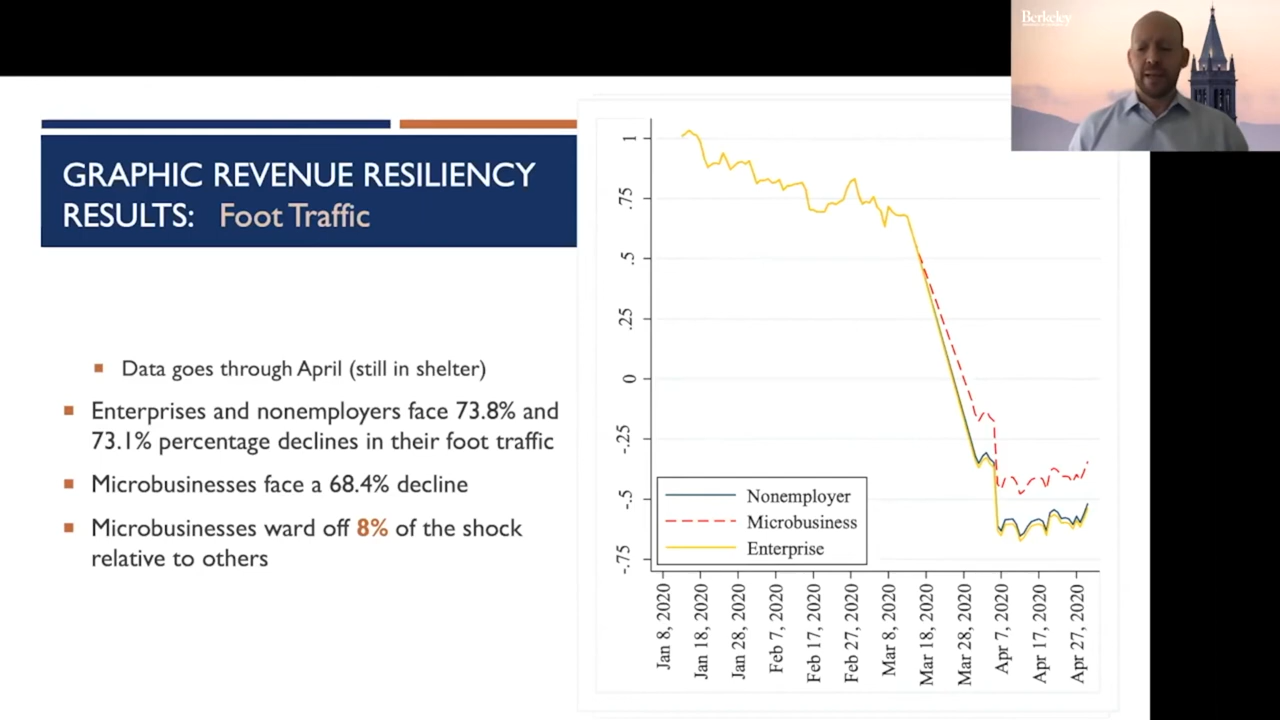 Berkeley
GRAPHIC REVENUE RESILIENCY
RESULTS: Foot Traffic
Data goes through April (still in shelter)
Enterprises and nonemployers face 73.8% and
73.1% percentage declines in their foot traffic
Microbusinesses face a 68.4% decline
Microbusinesses ward off 8% of the shock
relative to others
1
.75
.5
.25
0
-.25
-.5
-.75
Nonemployer
Microbusiness
Enterprise
Jan 8, 2020
Jan 18, 2020
Jan 28, 2020
Feb 7, 2020
Feb 17, 2020
Feb 27, 2020
Mar 8, 2020
Mar 18, 2020
Mar 28, 2020
Apr 7, 2020
Apr 17, 2020
Apr 27, 2020